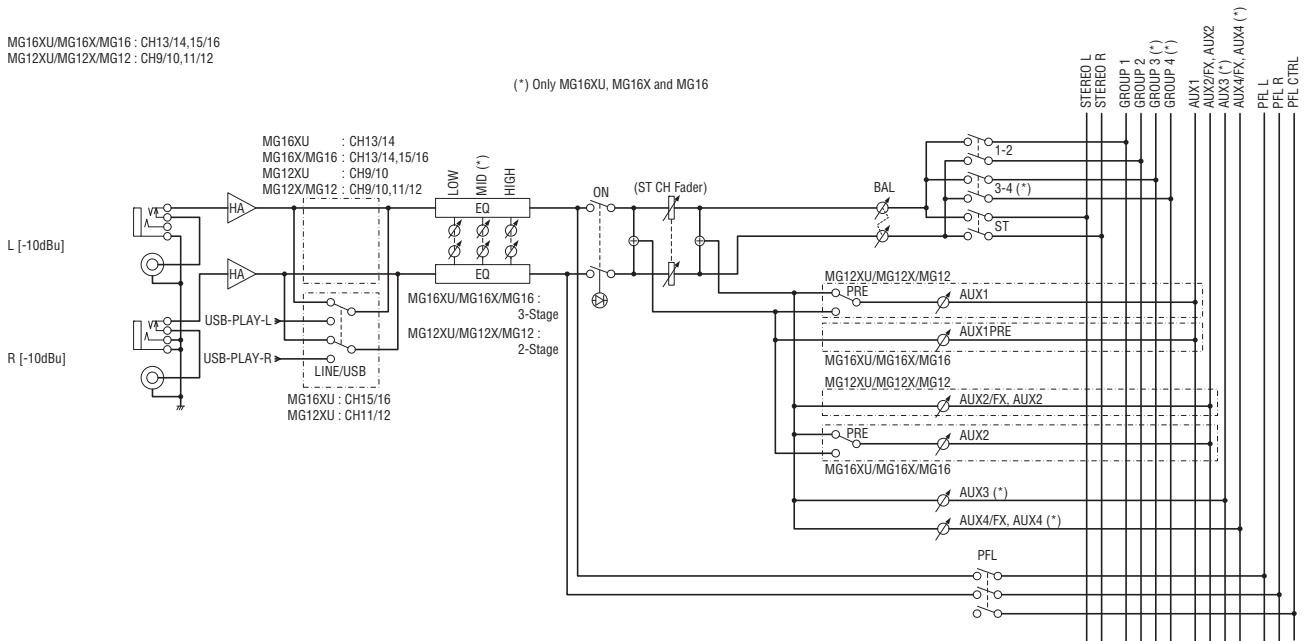 MG16XU/MG16X/MG16 : CH13/14,15/16
MG12XU/MG12X/MG12 : CH9/10,11/12
(*) Only MG16XU, MG16X and MG16
STEREO L
STEREO R
GROUP 1
GROUP 2
GROUP 3 (*)
GROUP 4 (*)
AUX1
AUX2/FX, AUX2
AUX3 (*)
AUX4/FX, AUX4 (*)
PFL L
PFL R
PFL CTRL
MG16XU : CH13/14
MG16X/MG16 : CH13/14,15/16
MG12XU : CH9/10
MG12X/MG12 : CH9/10,11/12
LOW
MID (*)
HIGH
ON
(ST CH Fader)
BAL
1-2
3-4 (*)
ST
HA
EQ
L [-10dBu]
HA
EQ
MG16XU/MG16X/MG16 :
3-Stage
MG12XU/MG12X/MG12 :
2-Stage
USB-PLAY-L
USB-PLAY-R
LINE/USB
R [-10dBu]
MG16XU : CH15/16
MG12XU : CH11/12
MG12XU/MG12X/MG12
PRE
AUX1
AUX1PRE
MG16XU/MG16X/MG16
MG12XU/MG12X/MG12
AUX2/FX, AUX2
PRE
AUX2
MG16XU/MG16X/MG16
AUX3 (*)
AUX4/FX, AUX4 (*)
PFL